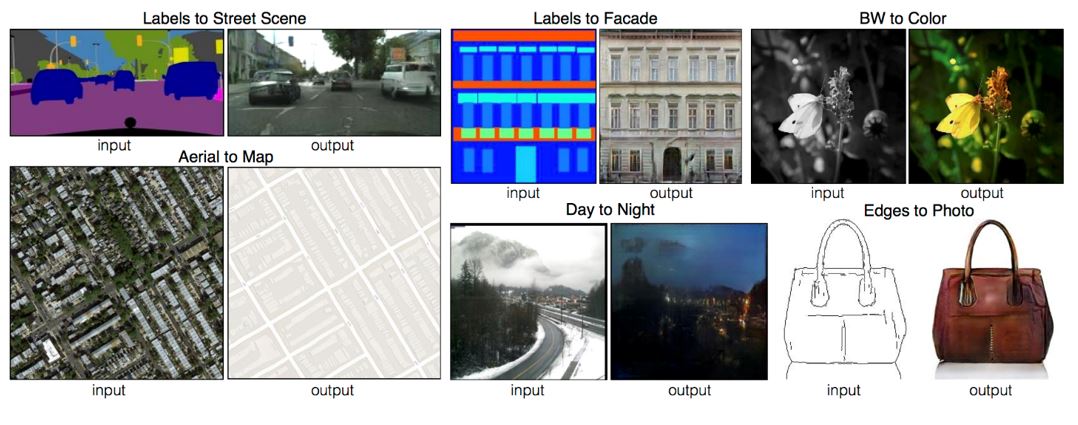 Labels to Street Scene
input
output
Aerial to Map
input
output
Labels to Facade
input
output
BW to Color
input
output
Day to Night
input
output
Edges to Photo
input
output